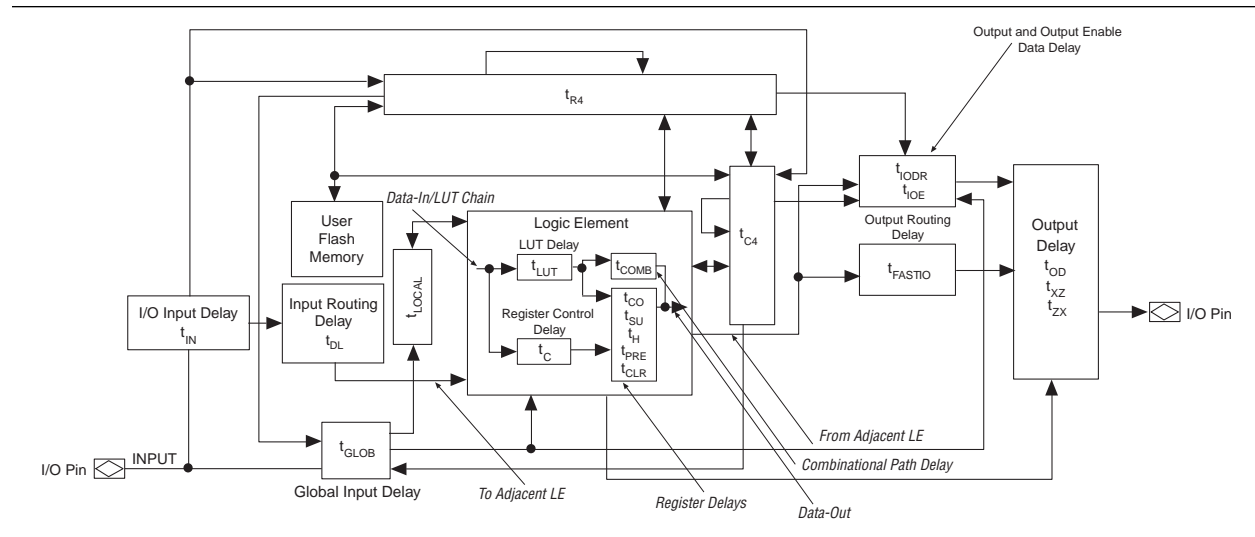 Output and Output Enable
Data Delay
tR4
tIODR
tIOE
Data-In/LUT Chain
User
Flash
Memory
Logic Element
LUT Delay
tLUT
tCOMB
tC4
Output Routing
Delay
tFASTIO
Output
Delay
tOD
tXZ
tZX
I/O Pin
tLOCAL
I/O Input Delay
tIN
Input Routing
Delay
tDL
Register Control
Delay
tC
tCO
tSU
tH
tPRE
tCLR
From Adjacent LE
I/O Pin
INPUT
tGLOB
Global Input Delay
To Adjacent LE
Combinational Path Delay
Register Delays
Data-Out